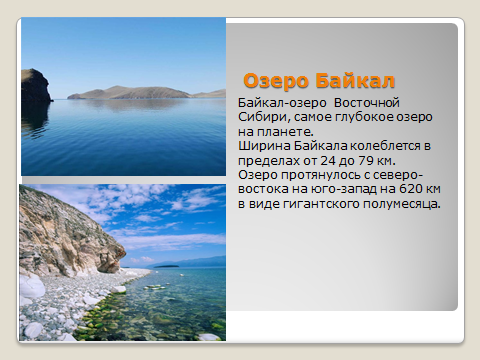 Озеро Байкал
Байкал-озеро Восточной
Сибири, самое глубокое озеро
на планете.
Ширина Байкала колеблется в
пределах от 24 до 79 км.
Озеро протянулось с северо-
востока на юго-запад на 620 км
в виде гигантского полумесяца.